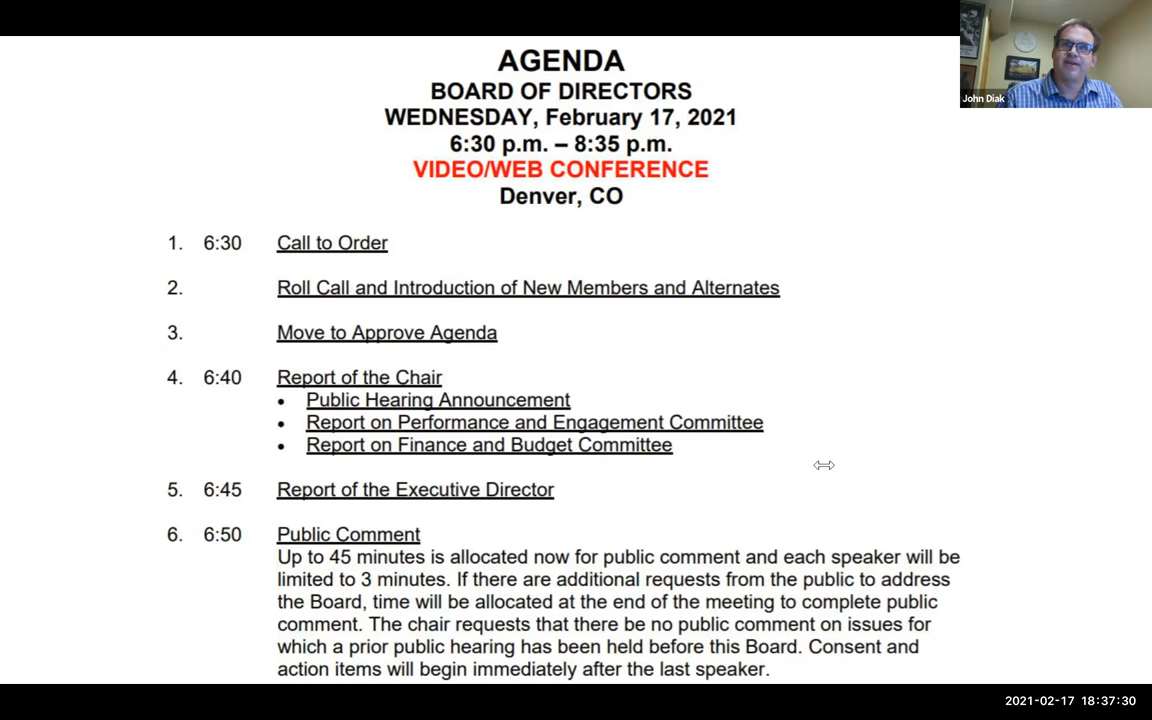 AGENDA
BOARD OF DIRECTORS
WEDNESDAY, February 17, 2021
6:30 p.m. – 8:35 p.m.
VIDEO/WEB CONFERENCE
Denver, CO
John Diak
1. 6:30 Call to Order
2. Roll Call and Introduction of New Members and Alternates
3. Move to Approve Agenda
4. 6:40 Report of the Chair
• Public Hearing Announcement
• Report on Performance and Engagement Committee
• Report on Finance and Budget Committee
5. 6:45 Report of the Executive Director
6. 6:50 Public Comment
Up to 45 minutes is allocated now for public comment and each speaker will be
limited to 3 minutes. If there are additional requests from the public to address
the Board, time will be allocated at the end of the meeting to complete public
comment. The chair requests that there be no public comment on issues for
which a prior public hearing has been held before this Board. Consent and
action items will begin immediately after the last speaker.
2021-02-17 18:37:30